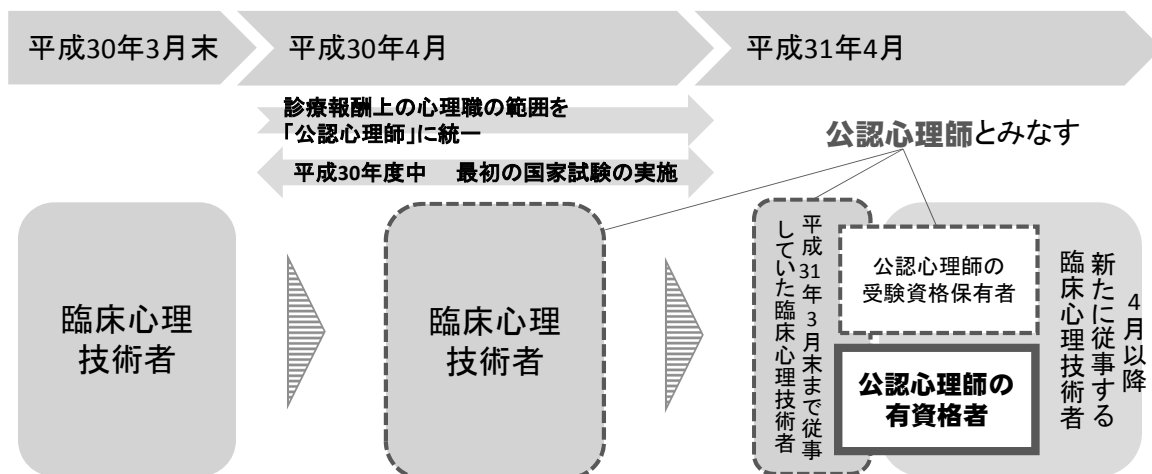 平成30年3月末
平成30年4月
平成31年4月
診療報酬上の心理職の範囲を
「公認心理師」に統一
平成30年度中　最初の国家試験の実施
公認心理師とみなす
臨床心理
技術者
臨床心理
技術者
平成31年3月末まで従事
していた臨床心理技術者
公認心理師の
受験資格保有者
公認心理師の
有資格者
4月以降
新たに従事する
臨床心理技術者